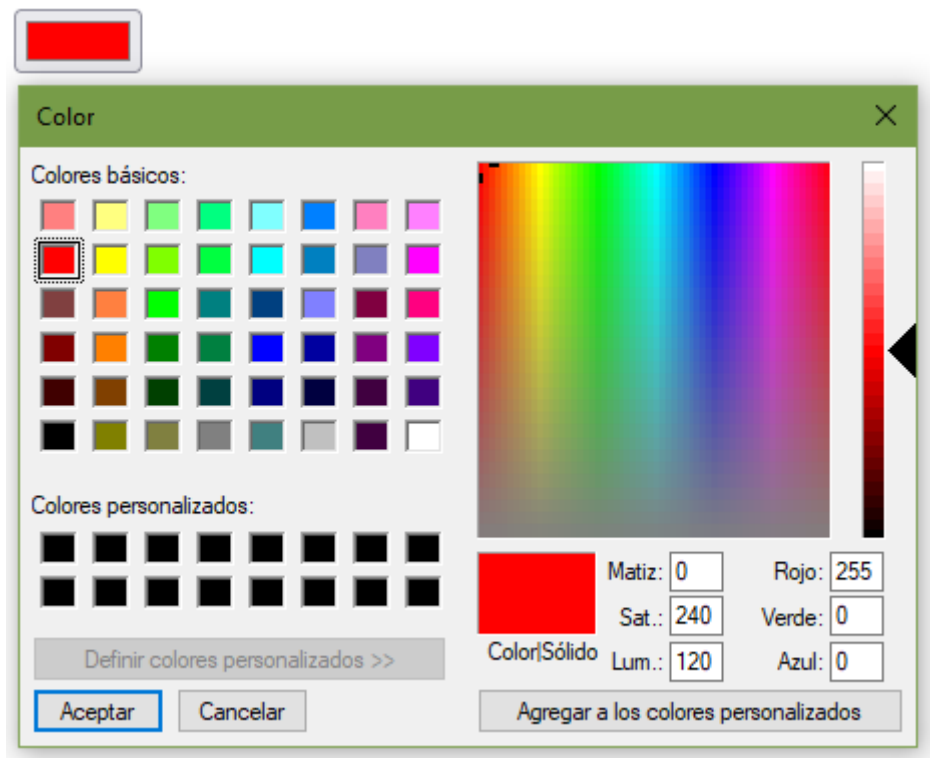 Color
Colores básicos:
Colores personalizados:
Definir colores personalizados >>
Aceptar Cancelar
Color|Sólido
Matiz: 0 Rojo: 255
Sat.: 240 Verde: 0
Lum.: 120 Azul: 0
Agregar a los colores personalizados